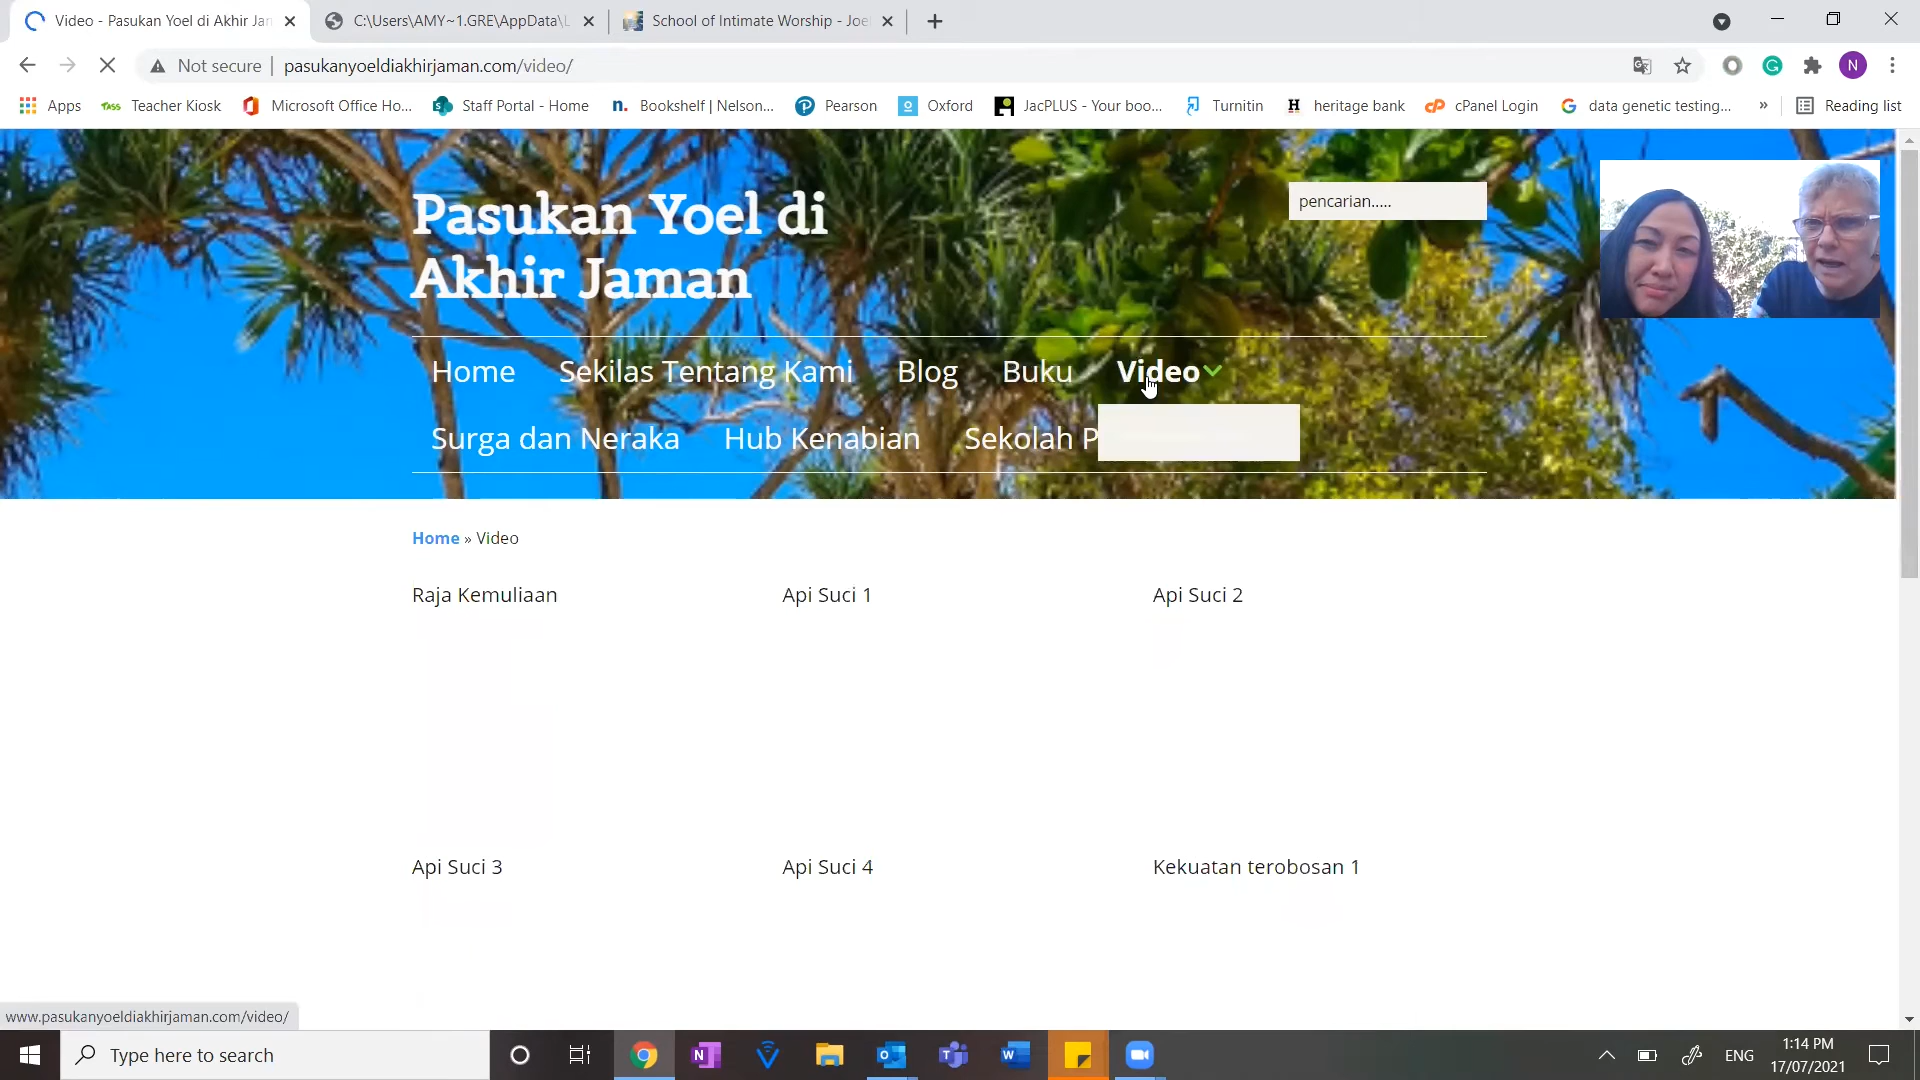 Video - Pasukan Yoel di Akhir Jan
C:\Users\AMY~1.GRE\AppData\L
School of Intimate Worship - Joe
Not secure
pasukanyoeldiakhirjaman.com/video/
N
Apps
TASS
Teacher Kiosk
Microsoft Office Ho...
Staff Portal - Home
n.
Bookshelf | Nelson...
Pearson
Oxford
JacPLUS - Your boo...
Turnitin
H
heritage bank
cPanel Login
data genetic testing...
»
Reading list
Pasukan Yoel di
Akhir Jaman
pencarian.....
Home
Sekilas Tentang Kami
Blog
Buku
Video
Surga dan Neraka
Hub Kenabian
Sekolah P
Home » Video
Raja Kemuliaan
Api Suci 1
Api Suci 2
Api Suci 3
Api Suci 4
Kekuatan terobosan 1
www.pasukanyoeldiakhirjaman.com/video/
Type here to search
ENG
1:14 PM
17/07/2021